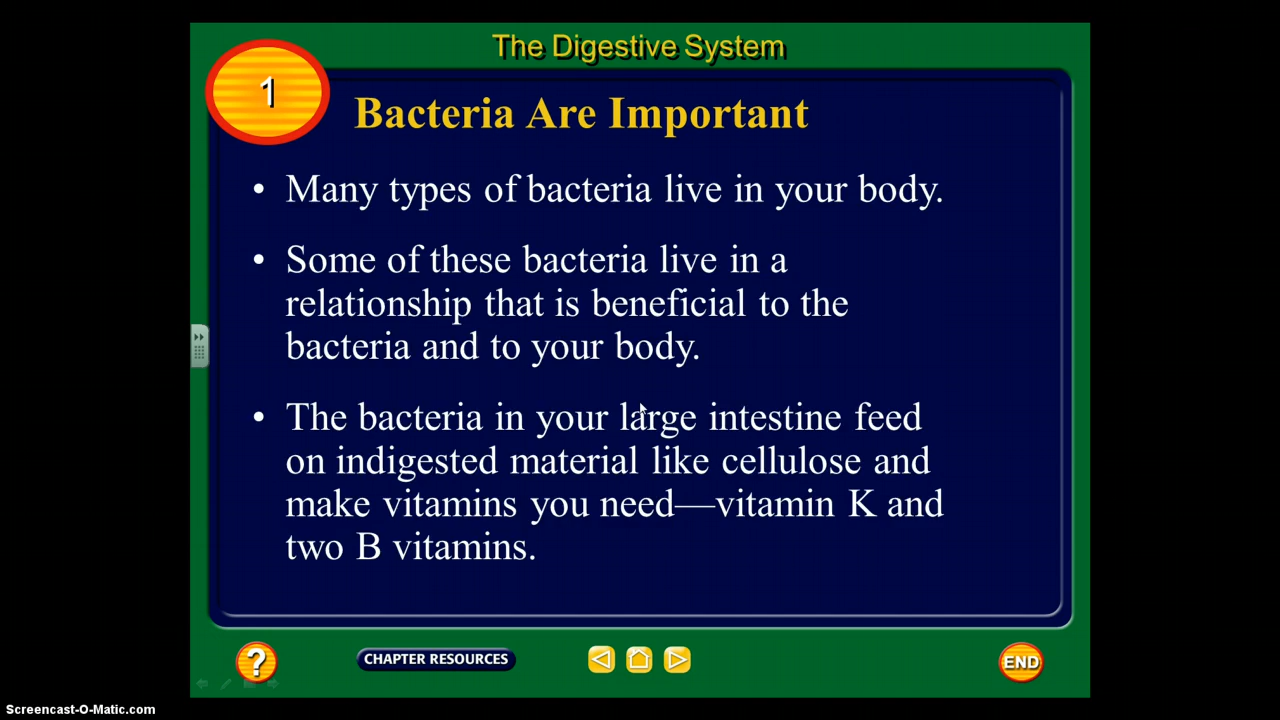 The Digestive System
1
Bacteria Are Important
• Many types of bacteria live in your body.
• Some of these bacteria live in a
relationship that is beneficial to the
bacteria and to your body.
• The bacteria in your large intestine feed
on indigested material like cellulose and
make vitamins you need—vitamin K and
two B vitamins.
?
CHAPTER RESOURCES
END
Screencast-O-Matic.com